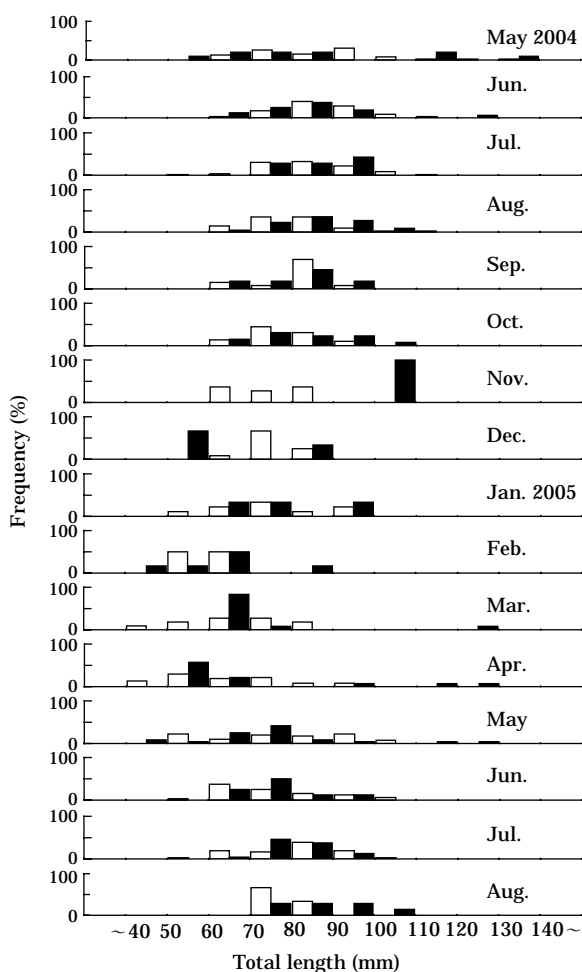 100
0
May 2004
100
0
Jun.
100
0
Jul.
100
0
Aug.
100
0
Sep.
100
0
Oct.
100
0
Nov.
100
0
Dec.
100
0
Jan. 2005
100
0
Feb.
100
0
Mar.
100
0
Apr.
100
0
May
100
0
Jun.
100
0
Jul.
100
0
Aug.
Frequency (%)
~40 50 60 70 80 90 100 110 120 130 140 ~
Total length (mm)